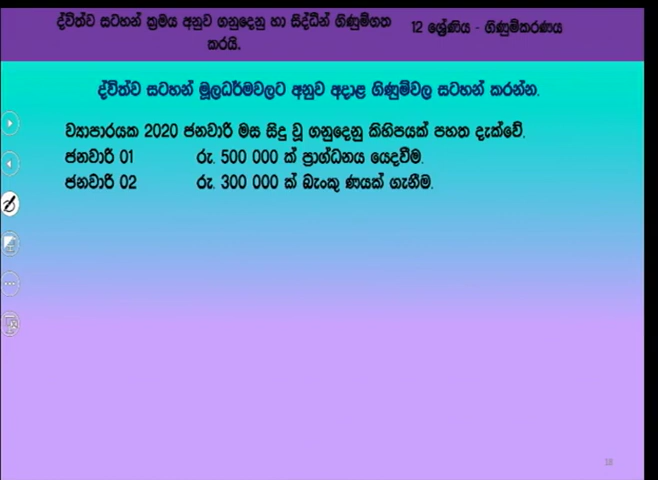 ද්විත්ව සටහන් ක්‍රමය අනුව ගනුදෙනු හා සිද්ධීන් ගිණුම්ගත
කරයි.
12 ශ්‍රේණිය - ගිණුම්කරණය
ද්විත්ව සටහන් මූලධර්මවලට අනුව අදාළ ගිණුම්වල සටහන් කරන්න.
ව්‍යාපාරයක 2020 ජනවාරි මස සිදු වූ ගනුදෙනු කිහිපයක් පහත දැක්වේ.
ජනවාරි 01 රු. 500 000 ක් ප්‍රාග්ධනය යෙදවීම.
ජනවාරි 02 රු. 300 000 ක් බැංකු ණයක් ගැනීම.
18